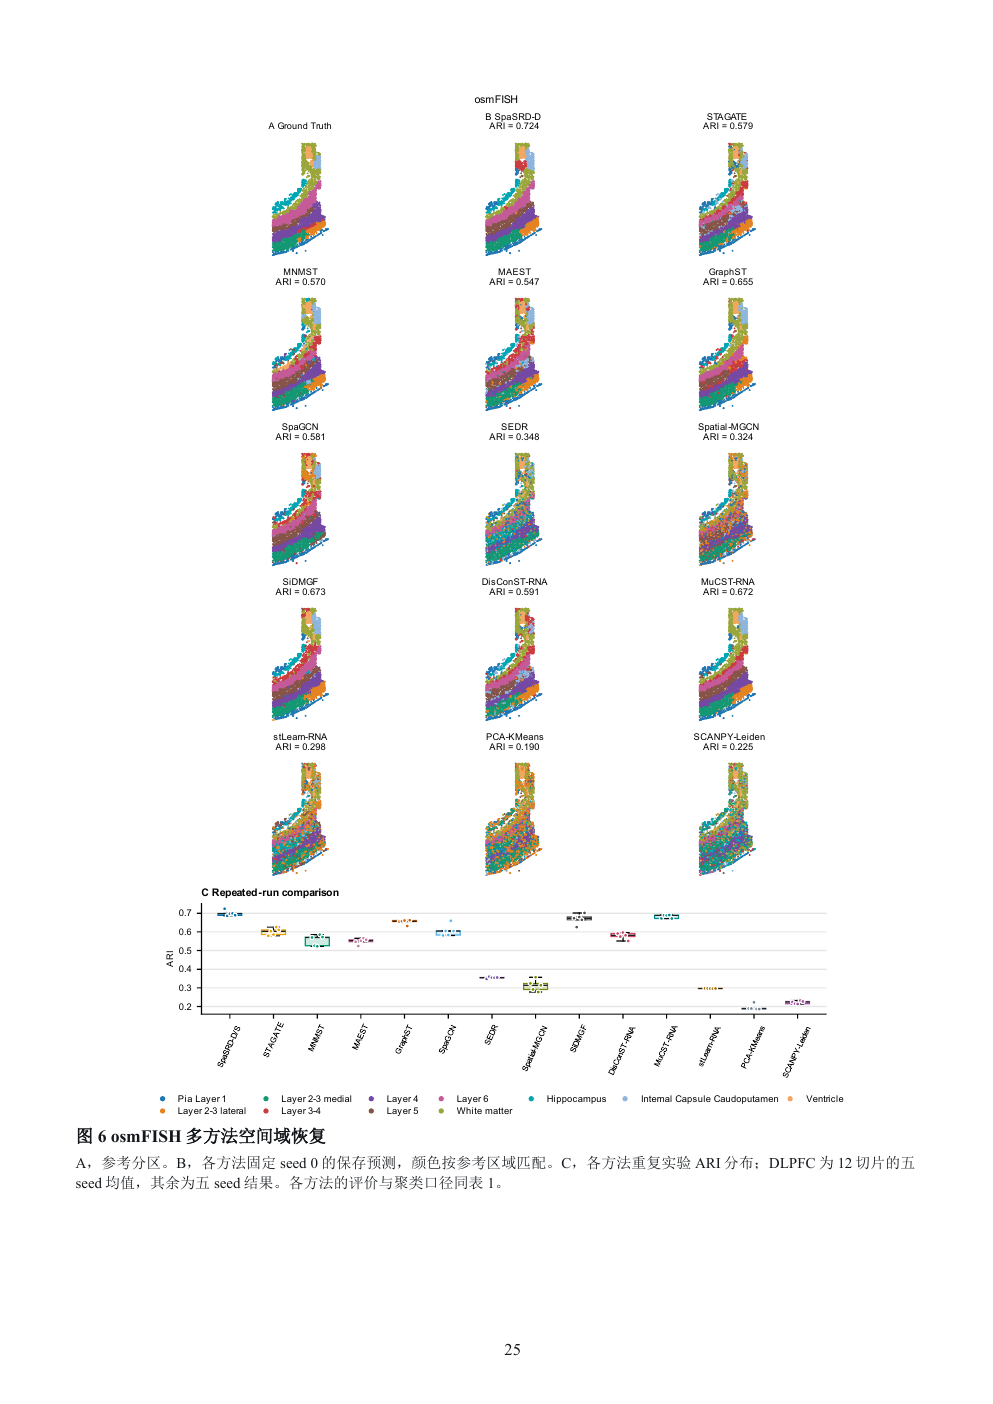 osmFISH
A Ground Truth
B SpaSRD-D
ARI = 0.724
STAGATE
ARI = 0.579
MNMST
ARI = 0.570
MAEST
ARI = 0.547
GraphST
ARI = 0.655
SpaGCN
ARI = 0.581
SEDR
ARI = 0.348
Spatial-MGCN
ARI = 0.324
SiDMGF
ARI = 0.673
DisConST-RNA
ARI = 0.591
MuCST-RNA
ARI = 0.672
stLearn-RNA
ARI = 0.298
PCA-KMeans
ARI = 0.190
SCANPY-Leiden
ARI = 0.225
C Repeated-run comparison
ARI
0.7
0.6
0.5
0.4
0.3
0.2
SpaSRD-D/S
STAGATE
MNMST
MAEST
GraphST
SpaGCN
SEDR
Spatial-MGCN
SiDMGF
DisConST-RNA
MuCST-RNA
stLearn-RNA
PCA-KMeans
SCANPY-Leiden
Pia Layer 1 Layer 2-3 medial Layer 4 Layer 6 Hippocampus Internal Capsule Caudoputamen Ventricle
Layer 2-3 lateral Layer 3-4 Layer 5 White matter
图 6 osmFISH 多方法空间域恢复
A，参考分区。B，各方法固定 seed 0 的保存预测，颜色按参考区域匹配。C，各方法重复实验 ARI 分布；DLPFC 为 12 切片的五
seed 均值，其余为五 seed 结果。各方法的评价与聚类口径同表 1。
25